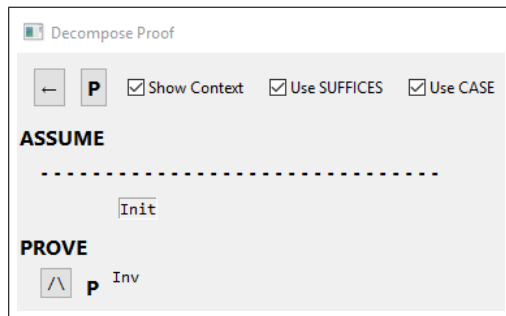 Decompose Proof
← P Show Context Use SUFFICES Use CASE
ASSUME
- - - - - - - - - - - - - - - - - - - - - - - - - - - - - - -
Init
PROVE
/\ P Inv